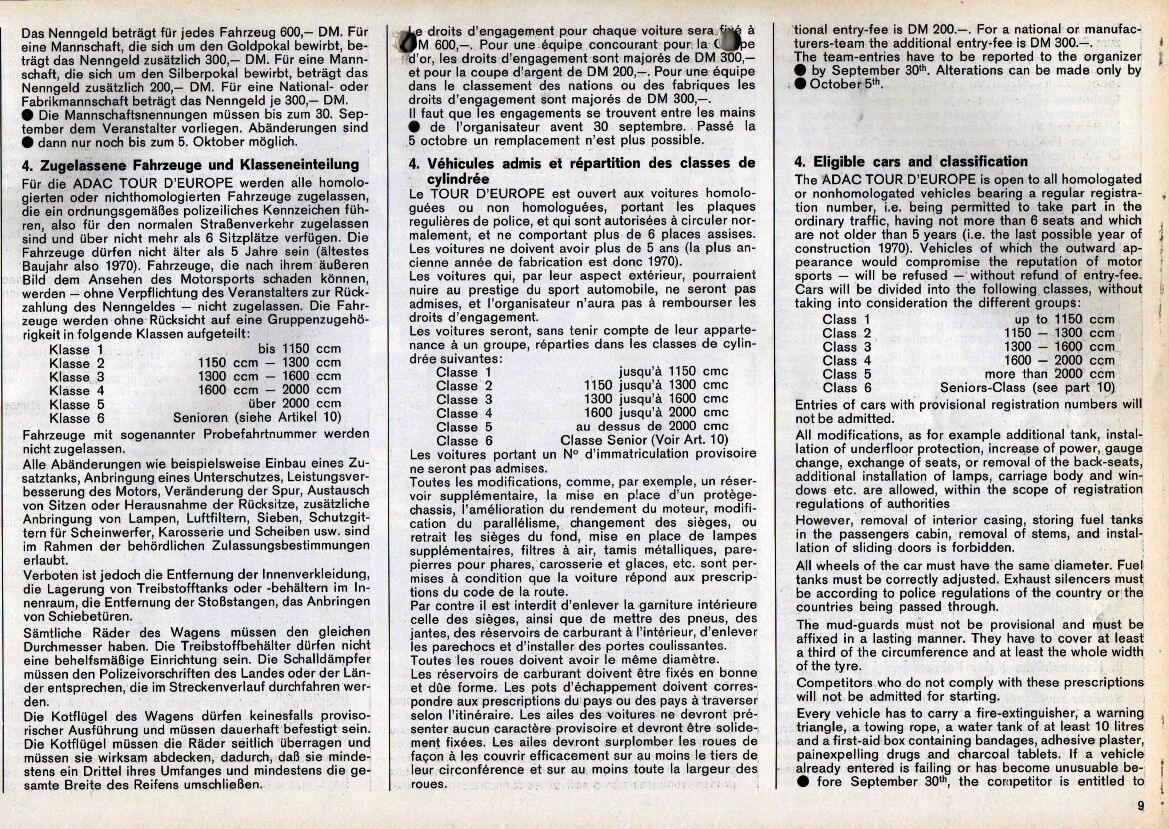 Das Nenngeld beträgt für jedes Fahrzeug 600,— DM. Für
eine Mannschaft, die sich um den Goldpokal bewirbt, be-
trägt das Nenngeld zusätzlich 300,— DM. Für eine Mann-
schaft, die sich um den Silberpokal bewirbt, beträgt das
Nenngeld zusätzlich 200,— DM. Für eine National- oder
Fabrikmannschaft beträgt das Nenngeld je 300,— DM.
● Die Mannschaftsnennungen müssen bis zum 30. Sep-
tember dem Veranstalter vorliegen. Abänderungen sind
● dann nur noch bis zum 5. Oktober möglich.
4. Zugelassene Fahrzeuge und Klasseneinteilung
Für die ADAC TOUR D'EUROPE werden alle homolo-
gierten oder nichthomologierten Fahrzeuge zugelassen,
die ein ordnungsgemäßes polizeiliches Kennzeichen füh-
ren, also für den normalen Straßenverkehr zugelassen
sind und über nicht mehr als 6 Sitzplätze verfügen. Die
Fahrzeuge dürfen nicht älter als 5 Jahre sein (ältestes
Baujahr also 1970). Fahrzeuge, die nach ihrem äußeren
Bild dem Ansehen des Motorsports schaden können,
werden — ohne Verpflichtung des Veranstalters zur Rück-
zahlung des Nenngeldes — nicht zugelassen. Die Fahr-
zeuge werden ohne Rücksicht auf eine Gruppenzugehö-
rigkeit in folgende Klassen aufgeteilt:
Klasse 1 bis 1150 ccm
Klasse 2 1150 ccm — 1300 ccm
Klasse 3 1300 ccm — 1600 ccm
Klasse 4 1600 ccm — 2000 ccm
Klasse 5 über 2000 ccm
Klasse 6 Senioren (siehe Artikel 10)
Fahrzeuge mit sogenannter Probefahrtnummer werden
nicht zugelassen.
Alle Abänderungen wie beispielsweise Einbau eines Zu-
satztanks, Anbringung eines Unterschutzes, Leistungsver-
besserung des Motors, Veränderung der Spur, Austausch
von Sitzen oder Herausnahme der Rücksitze, zusätzliche
Anbringung von Lampen, Luftfiltern, Sieben, Schutzgit-
tern für Scheinwerfer, Karosserie und Scheiben usw. sind
im Rahmen der behördlichen Zulassungsbestimmungen
erlaubt.
Verboten ist jedoch die Entfernung der Innenverkleidung,
die Lagerung von Treibstofftanks oder -behältern im In-
nenraum, die Entfernung der Stoßstangen, das Anbringen
von Schiebetüren.
Sämtliche Räder des Wagens müssen den gleichen
Durchmesser haben. Die Treibstoffbehälter dürfen nicht
eine behelfsmäßige Einrichtung sein. Die Schalldämpfer
müssen den Polizeivorschriften des Landes oder der Län-
der entsprechen, die im Streckenverlauf durchfahren wer-
den.
Die Kotflügel des Wagens dürfen keinesfalls proviso-
rischer Ausführung und müssen dauerhaft befestigt sein.
Die Kotflügel müssen die Räder seitlich überragen und
müssen sie wirksam abdecken, dadurch, daß sie minde-
stens ein Drittel ihres Umfanges und mindestens die ge-
samte Breite des Reifens umschließen.
droits d'engagement pour chaque voiture sera à
DM 600,—. Pour une équipe concourant pour la
d'or, les droits d'engagement sont majorés de DM 300,—
et pour la coupe d'argent de DM 200,—. Pour une équipe
dans le classement des nations ou des fabriques les
droits d'engagement sont majorés de DM 300,—.
Il faut que les engagements se trouvent entre les mains
● de l'organisateur avent 30 septembre. Passé la
5 octobre un remplacement n'est plus possible.
4. Véhicules admis et répartition des classes de
cylindrée
Le TOUR D'EUROPE est ouvert aux voitures homolo-
guées ou non homologuées, portant les plaques
regulières de police, et qui sont autorisées à circuler nor-
malement, et ne comportant plus de 6 places assises.
Les voitures ne doivent avoir plus de 5 ans (la plus an-
cienne année de fabrication est donc 1970).
Les voitures qui, par leur aspect extérieur, pourraient
nuire au prestige du sport automobile, ne seront pas
admises, et l'organisateur n'aura pas à rembourser les
droits d'engagement.
Les voitures seront, sans tenir compte de leur apparte-
nance à un groupe, réparties dans les classes de cylin-
drée suivantes:
Classe 1 jusqu'à 1150 cmc
Classe 2 1150 jusqu'à 1300 cmc
Classe 3 1300 jusqu'à 1600 cmc
Classe 4 1600 jusqu'à 2000 cmc
Classe 5 au dessus de 2000 cmc
Classe 6 Classe Senior (Voir Art. 10)
Les voitures portant un Nº d'immatriculation provisoire
ne seront pas admises.
Toutes les modifications, comme, par exemple, un réser-
voir supplémentaire, la mise en place d'un protège-
chassis, l'amélioration du rendement du moteur, modifi-
cation du parallélisme, changement des sièges, ou
retrait les sièges du fond, mise en place de lampes
supplémentaires, filtres à air, tamis métalliques, pare-
pierres pour phares, carosserie et glaces, etc. sont per-
mises à condition que la voiture répond aux prescrip-
tions du code de la route.
Par contre il est interdit d'enlever la garniture intérieure
celle des sièges, ainsi que de mettre des pneus, des
jantes, des réservoirs de carburant à l'intérieur, d'enlever
les parechocs et d'installer des portes coulissantes.
Toutes les roues doivent avoir le même diamètre.
Les réservoirs de carburant doivent être fixés en bonne
et dûe forme. Les pots d'échappement doivent corres-
pondre aux prescriptions du pays ou des pays à traverser
selon l'itinéraire. Les ailes des voitures ne devront pré-
senter aucun caractère provisoire et devront être solide-
ment fixées. Les ailes devront surplomber les roues de
façon à les couvrir efficacement sur au moins le tiers de
leur circonférence et sur au moins toute la largeur des
roues.
tional entry-fee is DM 200.—. For a national or manufac-
turers-team the additional entry-fee is DM 300.—.
The team-entries have to be reported to the organizer
● by September 30th. Alterations can be made only by
● October 5th.
4. Eligible cars and classification
The ADAC TOUR D'EUROPE is open to all homologated
or nonhomologated vehicles bearing a regular registra-
tion number, i.e. being permitted to take part in the
ordinary traffic, having not more than 6 seats and which
are not older than 5 years (i.e. the last possible year of
construction 1970). Vehicles of which the outward ap-
pearance would compromise the reputation of motor
sports — will be refused — without refund of entry-fee.
Cars will be divided into the following classes, without
taking into consideration the different groups:
Class 1 up to 1150 ccm
Class 2 1150 — 1300 ccm
Class 3 1300 — 1600 ccm
Class 4 1600 — 2000 ccm
Class 5 more than 2000 ccm
Class 6 Seniors-Class (see part 10)
Entries of cars with provisional registration numbers will
not be admitted.
All modifications, as for example additional tank, instal-
lation of underfloor protection, increase of power, gauge
change, exchange of seats, or removal of the back-seats,
additional installation of lamps, carriage body and win-
dows etc. are allowed, within the scope of registration
regulations of authorities
However, removal of interior casing, storing fuel tanks
in the passengers cabin, removal of stems, and instal-
lation of sliding doors is forbidden.
All wheels of the car must have the same diameter. Fuel
tanks must be correctly adjusted. Exhaust silencers must
be according to police regulations of the country or the
countries being passed through.
The mud-guards must not be provisional and must be
affixed in a lasting manner. They have to cover at least
a third of the circumference and at least the whole width
of the tyre.
Competitors who do not comply with these prescriptions
will not be admitted for starting.
Every vehicle has to carry a fire-extinguisher, a warning
triangle, a towing rope, a water tank of at least 10 litres
and a first-aid box containing bandages, adhesive plaster,
painexpelling drugs and charcoal tablets. If a vehicle
already entered is failing or has become unusuable be-
● fore September 30th, the competitor is entitled to
9